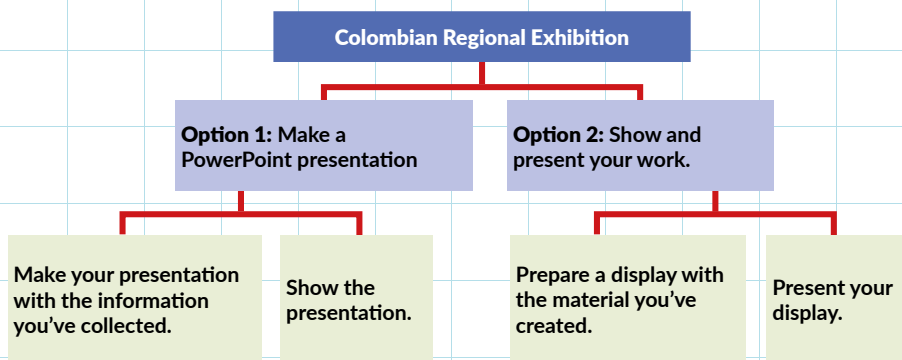 Colombian Regional Exhibition
Option 1: Make a
PowerPoint presentation
Option 2: Show and
present your work.
Make your presentation
with the information
you've collected.
Show the
presentation.
Prepare a display with
the material you've
created.
Present your
display.